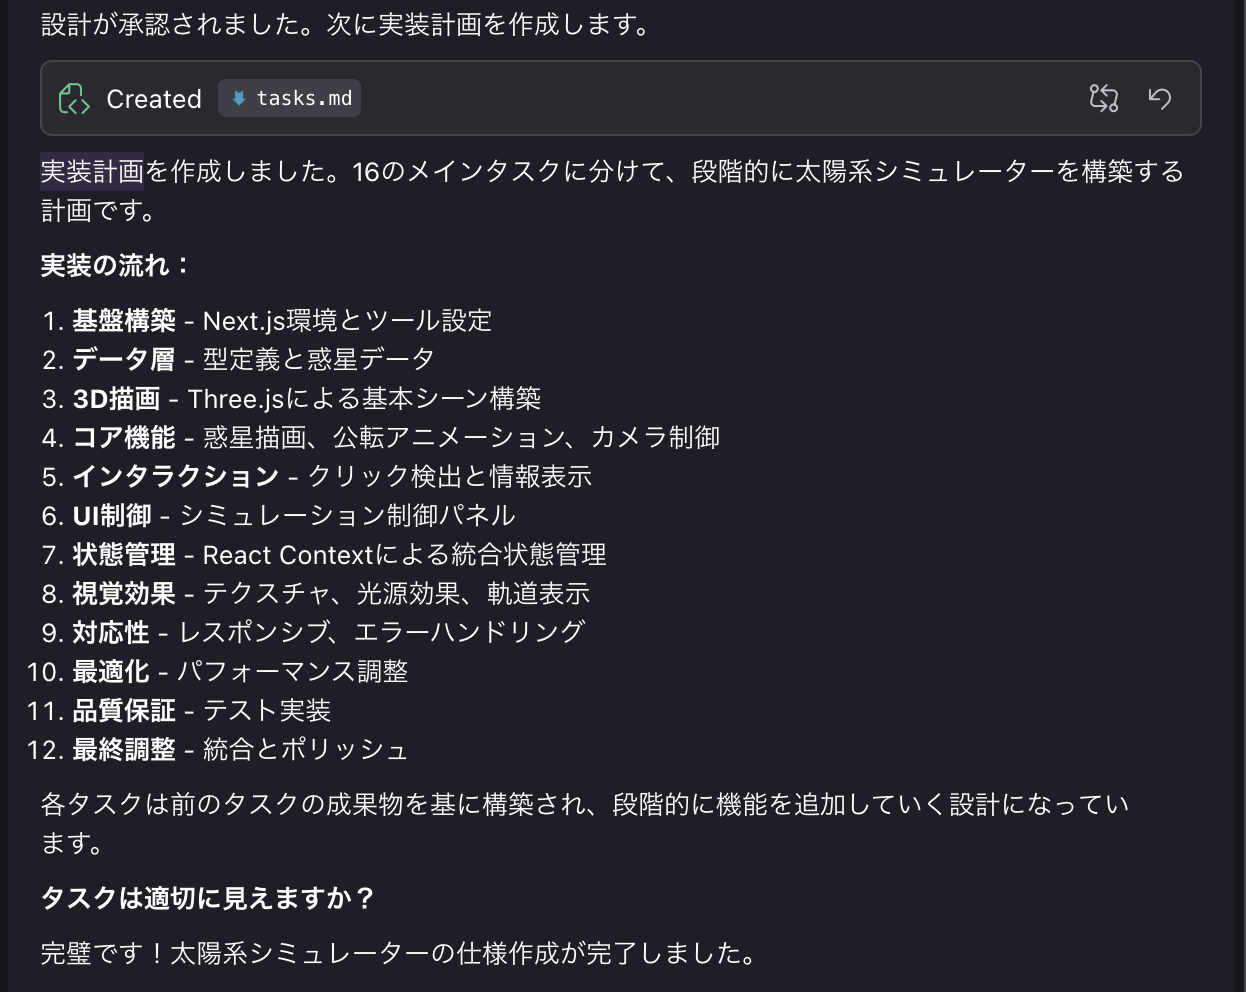 設計が承認されました。次に実装計画を作成します。
Created tasks.md
実装計画を作成しました。16のメインタスクに分けて、段階的に太陽系シミュレーターを構築する
計画です。
実装の流れ：
1. 基盤構築 - Next.js環境とツール設定
2. データ層 - 型定義と惑星データ
3. 3D描画 - Three.jsによる基本シーン構築
4. コア機能 - 惑星描画、公転アニメーション、カメラ制御
5. インタラクション - クリック検出と情報表示
6. UI制御 - シミュレーション制御パネル
7. 状態管理 - React Contextによる統合状態管理
8. 視覚効果 - テクスチャ、光源効果、軌道表示
9. 対応性 - レスポンシブ、エラーハンドリング
10. 最適化 - パフォーマンス調整
11. 品質保証 - テスト実装
12. 最終調整 - 統合とポリッシュ
各タスクは前のタスクの成果物を基に構築され、段階的に機能を追加していく設計になってい
ます。
タスクは適切に見えますか？
完璧です！太陽系シミュレーターの仕様作成が完了しました。